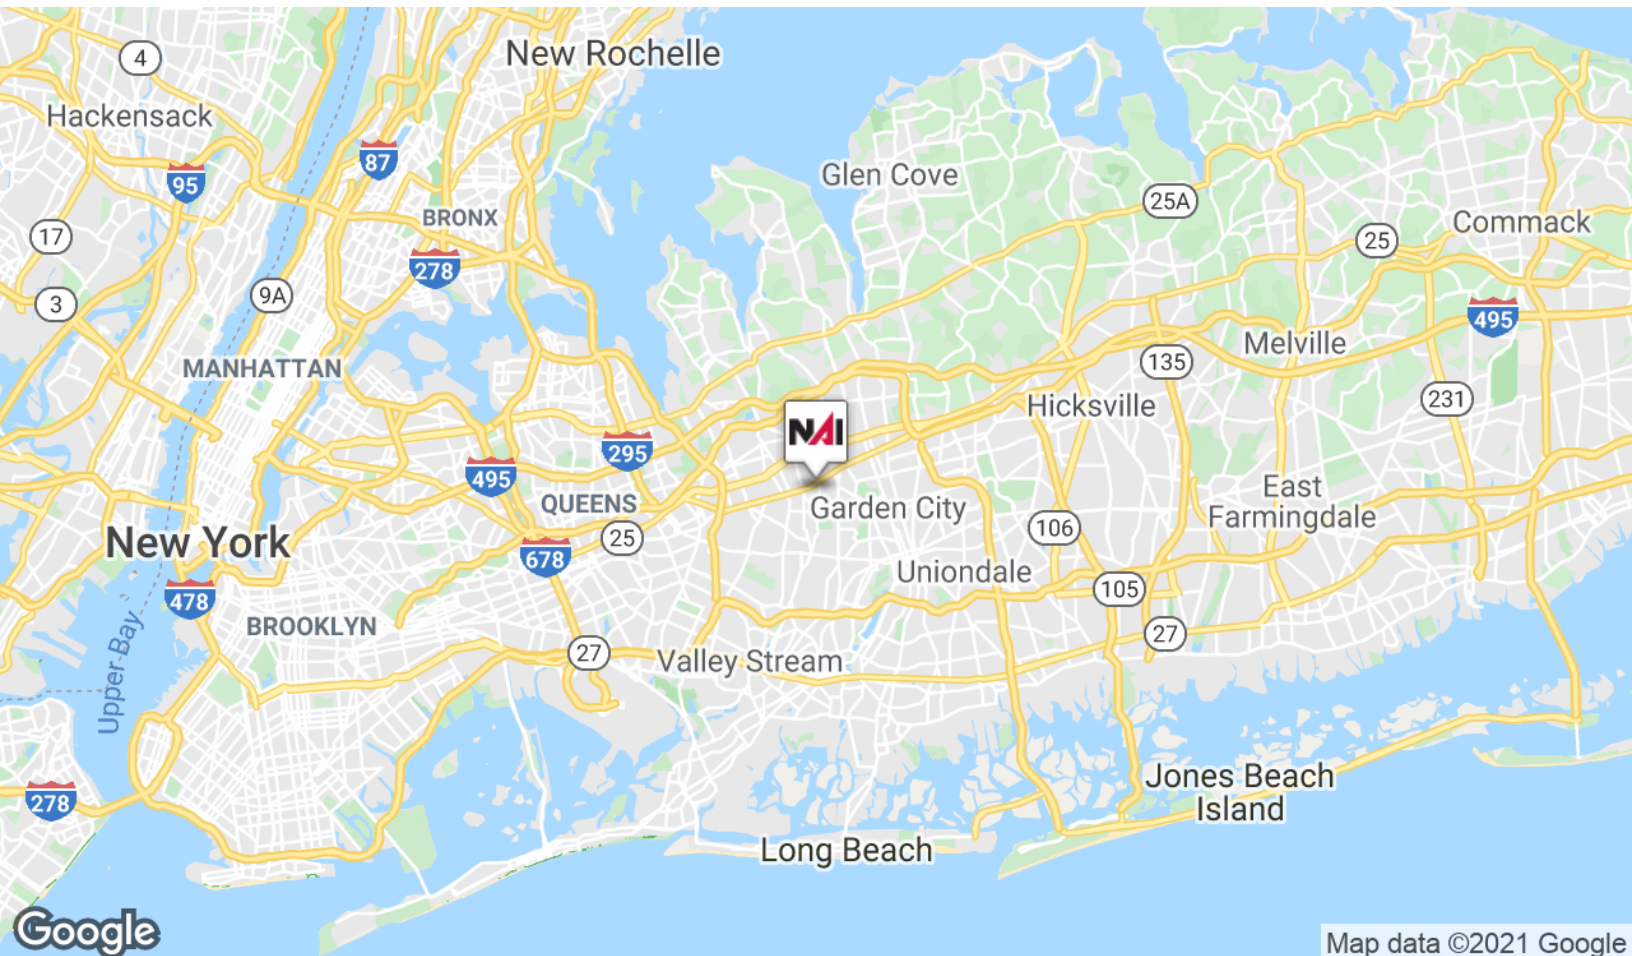 New Rochelle
4
Hackensack
87
95
Glen Cove
25A
BRONX
17
25
Commack
278
9A
3
495
Melville
MANHATTAN
135
231
Hicksville
NAI
295
495
QUEENS
Garden City
East
Farmingdale
106
25
New York
678
Uniondale
478
105
BROOKLYN
27
27
Valley Stream
Upper Bay
Jones Beach
Island
278
Long Beach
Google
Map data ©2021 Google